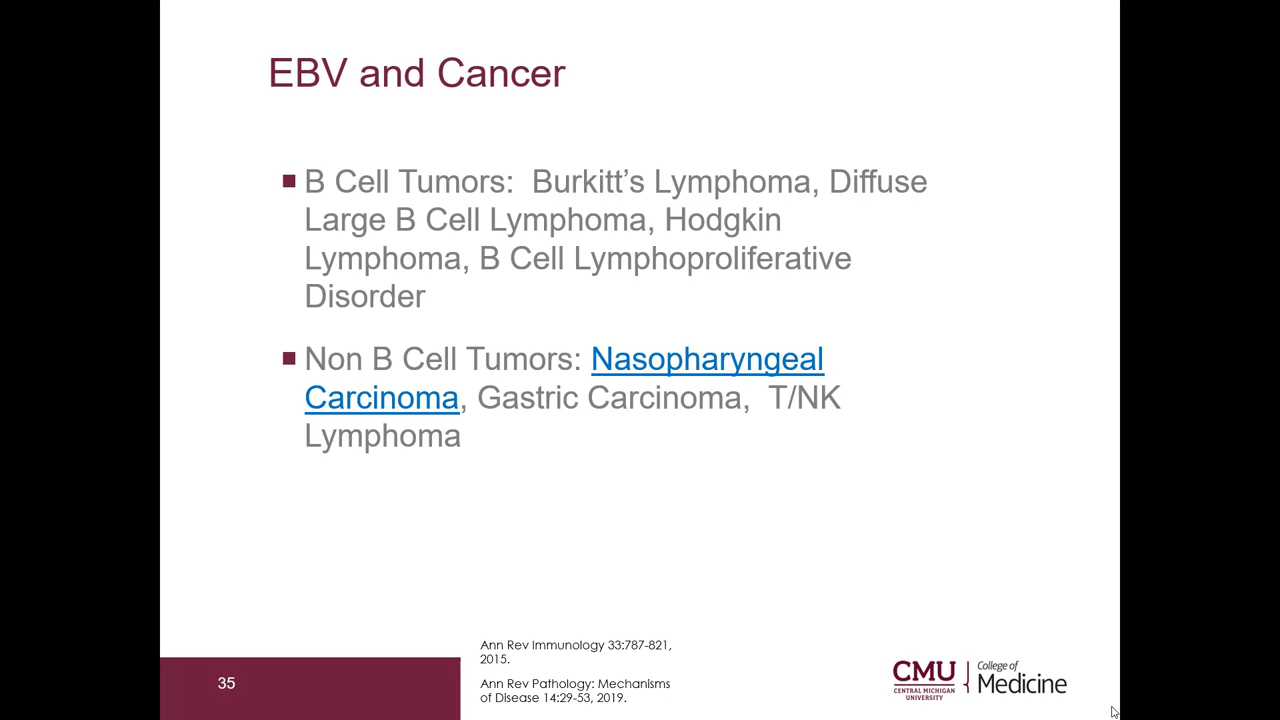 EBV and Cancer
B Cell Tumors:  Burkitt’s Lymphoma, Diffuse
Large B Cell Lymphoma, Hodgkin
Lymphoma, B Cell Lymphoproliferative
Disorder
Non B Cell Tumors: Nasopharyngeal
Carcinoma, Gastric Carcinoma,  T/NK
Lymphoma
Ann Rev Immunology 33:787-821,
2015.
Ann Rev Pathology: Mechanisms
of Disease 14:29-53, 2019.
35
CMU
CENTRAL MICHIGAN
UNIVERSITY
College of
Medicine